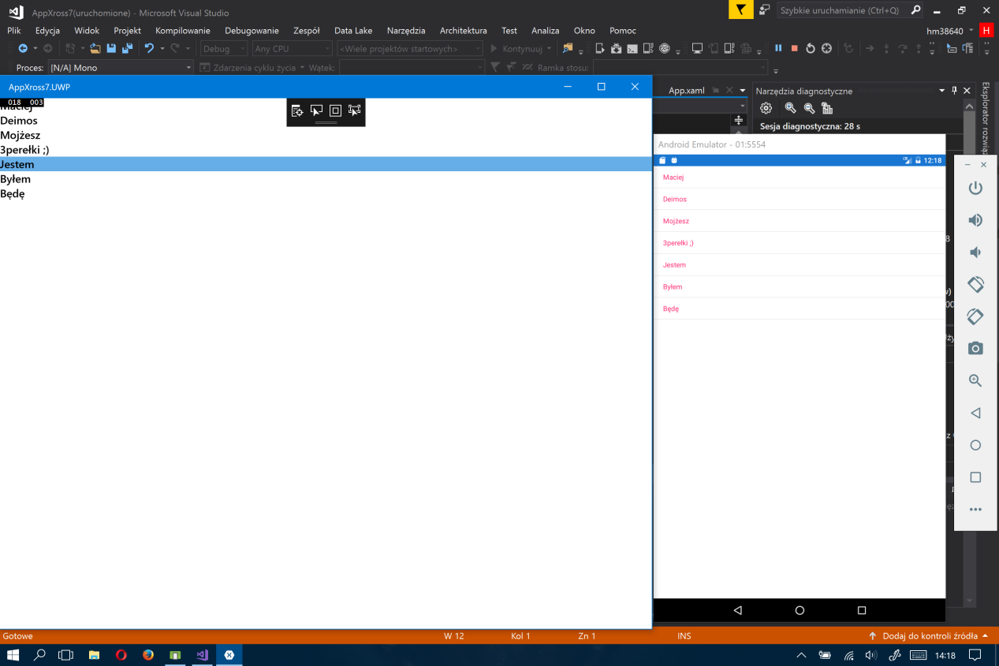 AppXross7(uruchomione) - Microsoft Visual Studio
Szybkie uruchamianie (Ctrl+Q)
Plik Edycja Widok Projekt Kompilowanie Debugowanie Zespół Data Lake Narzędzia Architektura Test Analiza Okno Pomoc
hm38640 H
Debug Any CPU <Wiele projektów startowych> Kontynuuj
Proces: [N/A] Mono Zdarzenia cyklu życia Wątek: Ramka stosu:
AppXross7.UWP
018 003
Maciej
Deimos
Mojżesz
3perełki ;)
Jestem
Byłem
Będę
App.xaml
Narzędzia diagnostyczne
Sesja diagnostyczna: 28 s
Eksplorator rozwiąz
Android Emulator - 01:5554
12:18
Maciej
Deimos
Mojżesz
3perełki ;)
Jestem
Byłem
Będę
Gotowe W 12 Kol 1 Zn 1 INS Dodaj do kontroli źródła
14:18